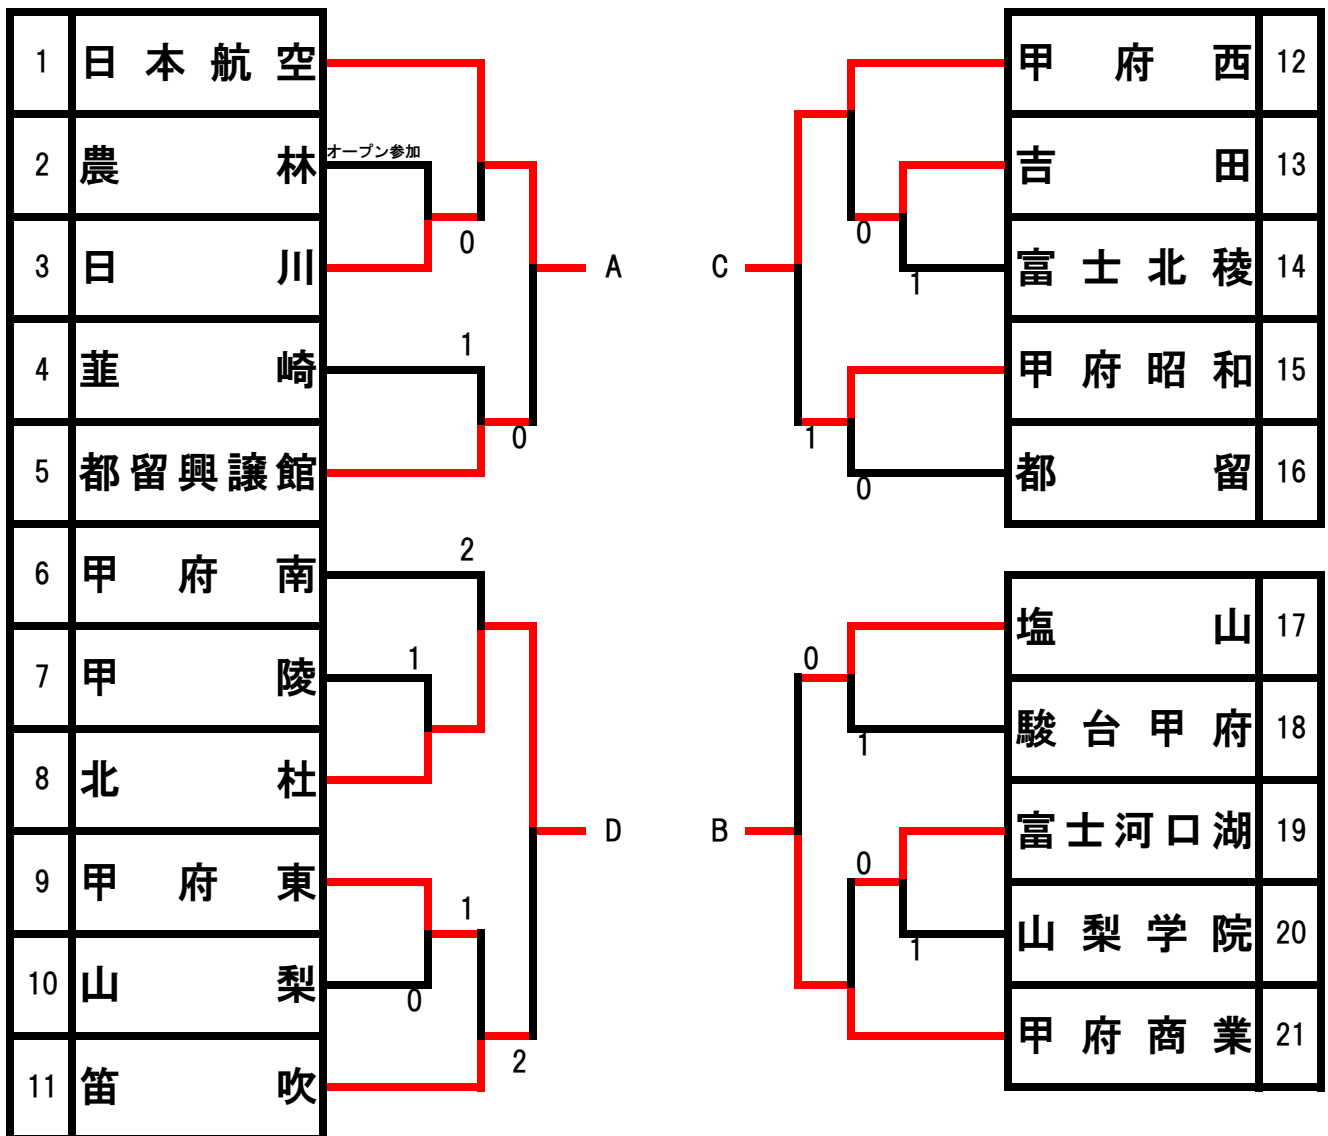 1 日本航空
2 農林 オープン参加
0
3 日川
A
1
4 韮崎
0
5 都留興譲館
2
6 甲府南
1
7 甲陵
8 北杜
D
9 甲府東
1
10 山梨
0
2
11 笛吹
甲府西 12
吉田 13
0
C
富士北稜 14
1
甲府昭和 15
1
都留 16
0
塩山 17
0
駿台甲府 18
1
B
富士河口湖 19
0
山梨学院 20
1
甲府商業 21